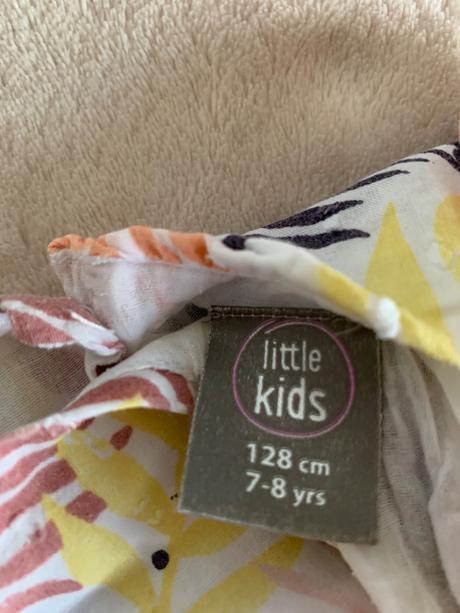 little
kids
128 cm
7-8 yrs